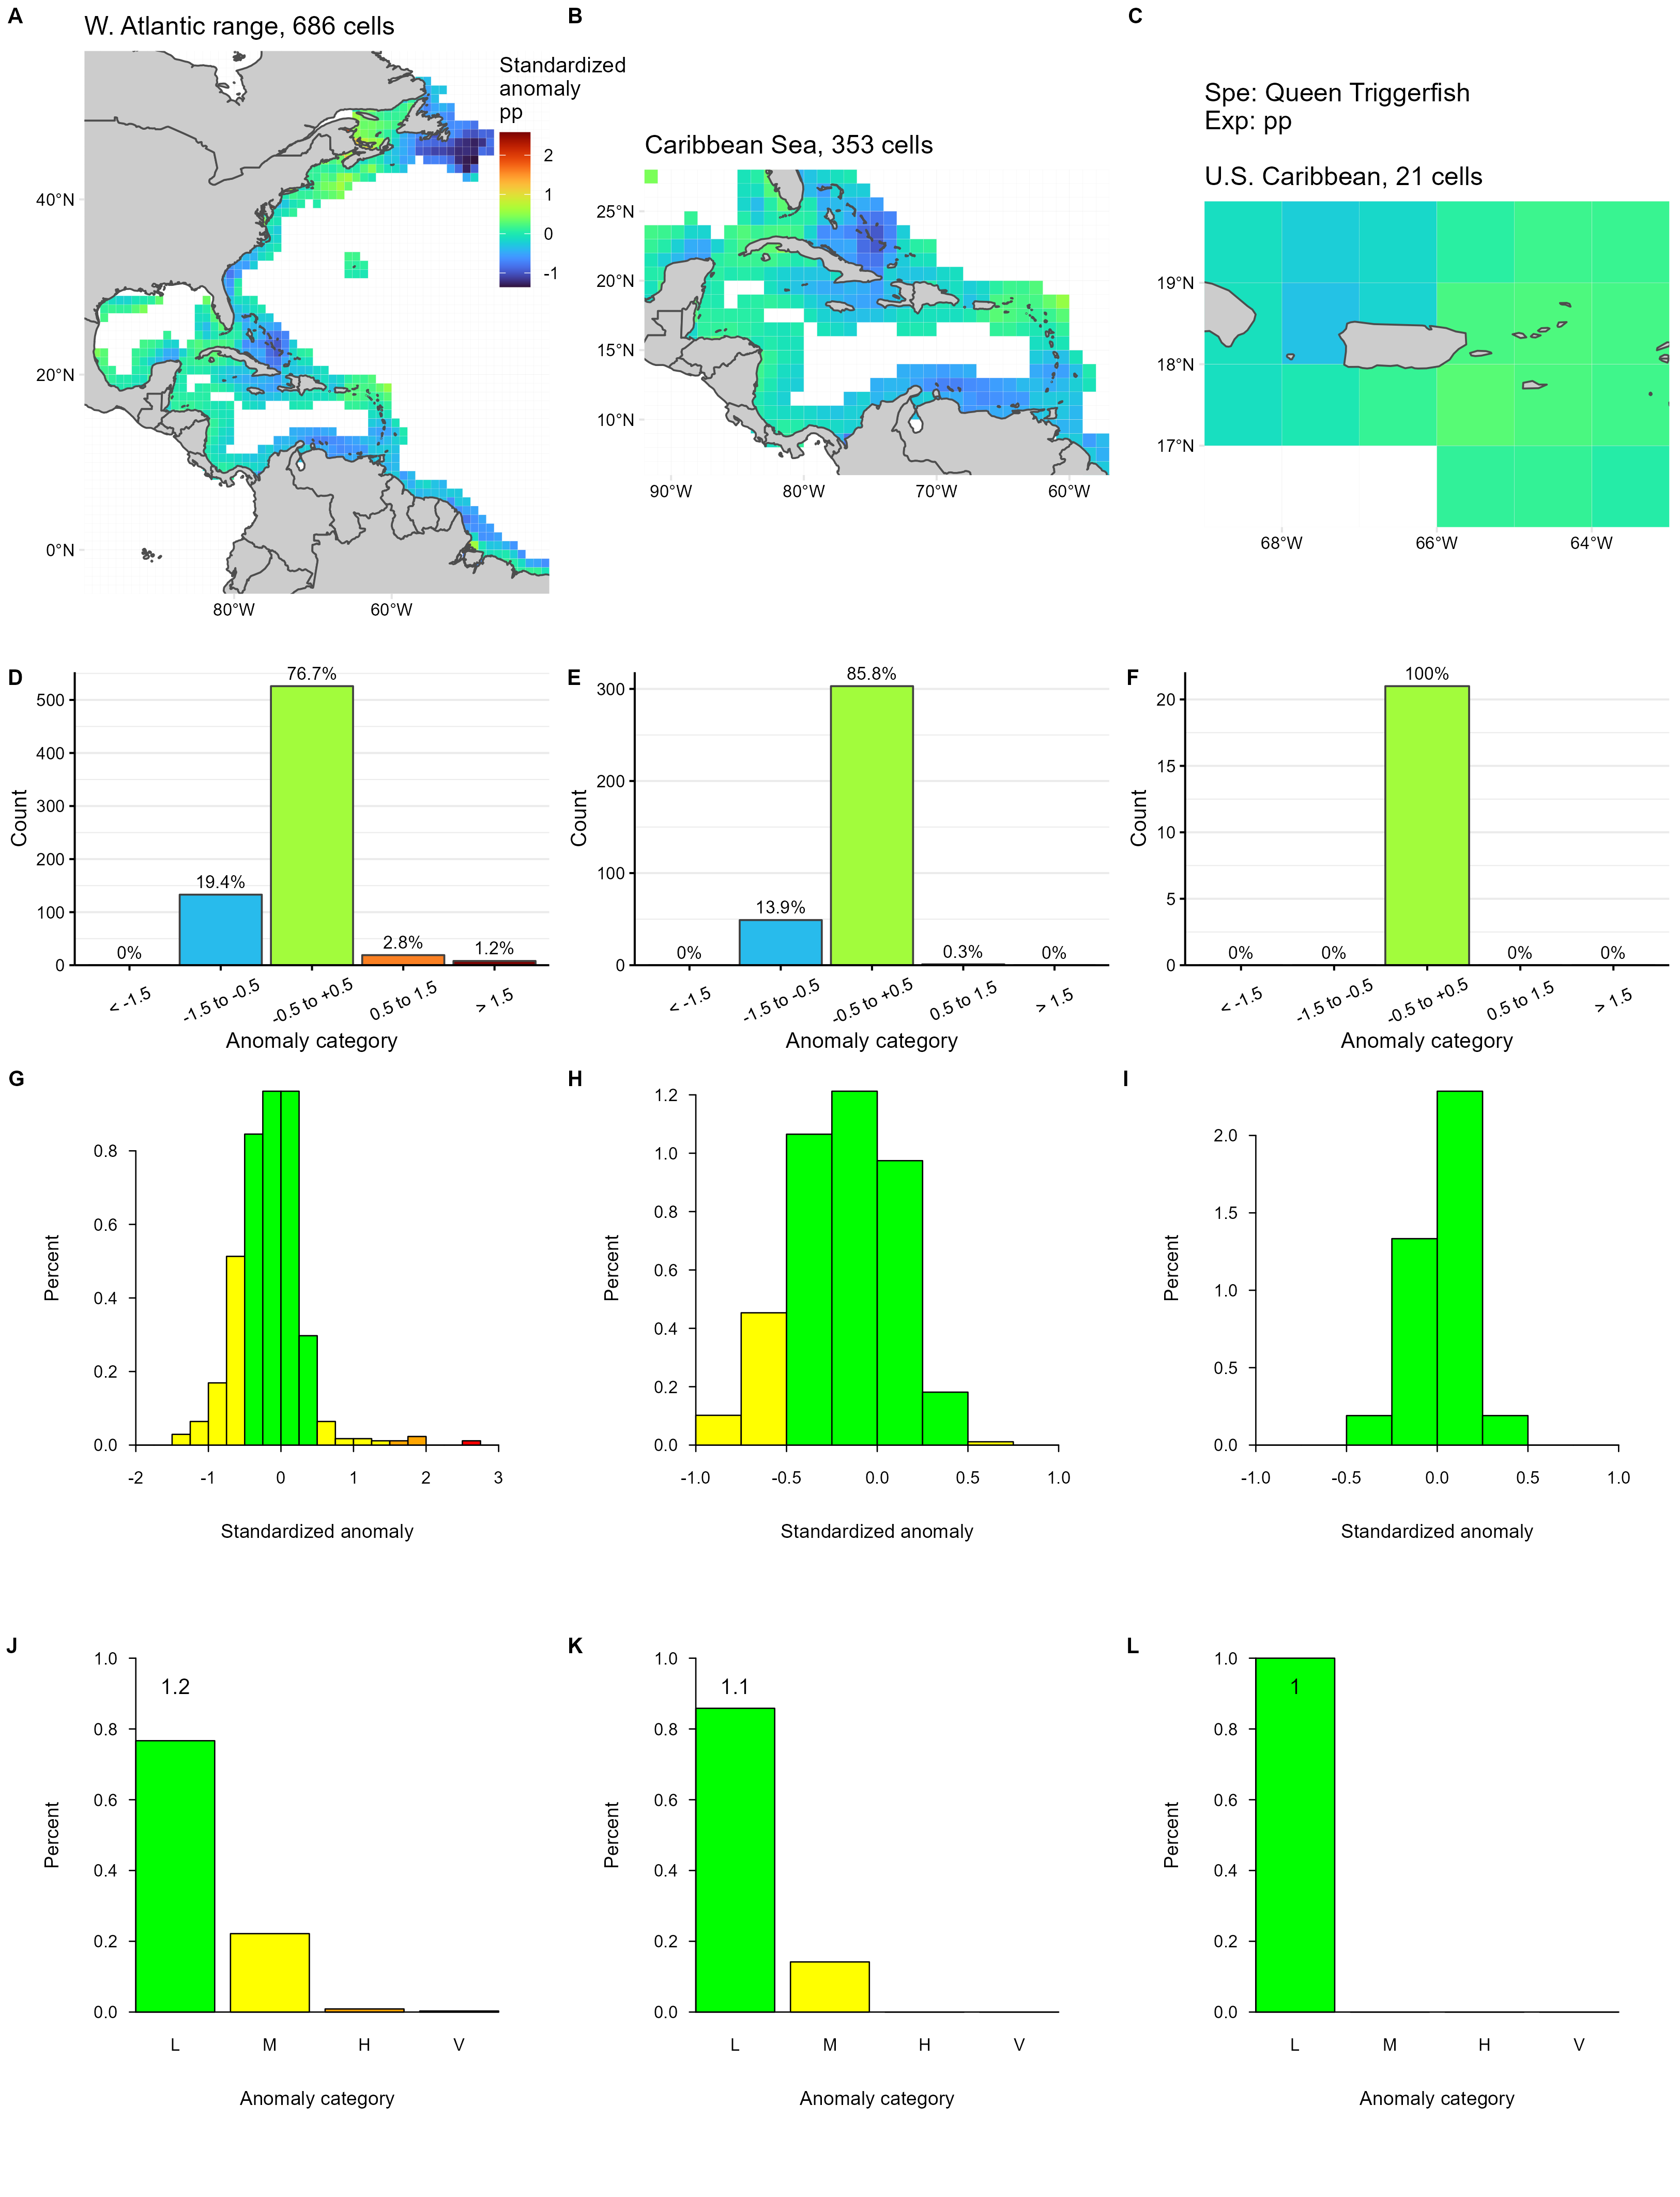 A
W. Atlantic range, 686 cells
Standardized
anomaly
pp
2
1
0
-1
40°N
20°N
0°N
80°W
60°W
B
Caribbean Sea, 353 cells
25°N
20°N
15°N
10°N
90°W
80°W
70°W
60°W
C
Spe: Queen Triggerfish
Exp: pp
U.S. Caribbean, 21 cells
19°N
18°N
17°N
68°W
66°W
64°W
D
Count
500
400
300
200
100
0
0%
19.4%
76.7%
2.8%
1.2%
< -1.5
-1.5 to -0.5
-0.5 to +0.5
0.5 to 1.5
> 1.5
Anomaly category
E
Count
300
200
100
0
0%
13.9%
85.8%
0.3%
0%
< -1.5
-1.5 to -0.5
-0.5 to +0.5
0.5 to 1.5
> 1.5
Anomaly category
F
Count
20
15
10
5
0
0%
0%
100%
0%
0%
< -1.5
-1.5 to -0.5
-0.5 to +0.5
0.5 to 1.5
> 1.5
Anomaly category
G
Percent
0.8
0.6
0.4
0.2
0.0
-2
-1
0
1
2
3
Standardized anomaly
H
Percent
1.2
1.0
0.8
0.6
0.4
0.2
0.0
-1.0
-0.5
0.0
0.5
1.0
Standardized anomaly
I
Percent
2.0
1.5
1.0
0.5
0.0
-1.0
-0.5
0.0
0.5
1.0
Standardized anomaly
J
Percent
1.0
0.8
0.6
0.4
0.2
0.0
1.2
L
M
H
V
Anomaly category
K
Percent
1.0
0.8
0.6
0.4
0.2
0.0
1.1
L
M
H
V
Anomaly category
L
Percent
1.0
0.8
0.6
0.4
0.2
0.0
1
L
M
H
V
Anomaly category